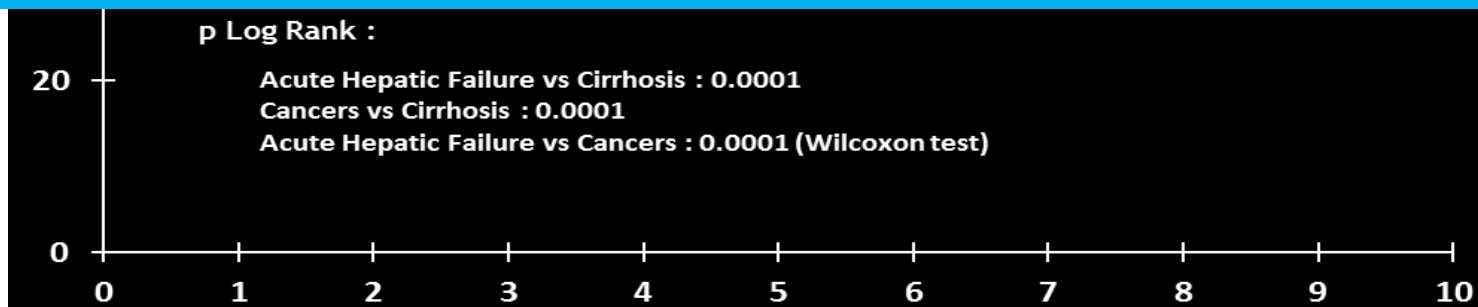 p Log Rank :
20
Acute Hepatic Failure vs Cirrhosis : 0.0001
Cancers vs Cirrhosis : 0.0001
Acute Hepatic Failure vs Cancers : 0.0001 (Wilcoxon test)
0
0 1 2 3 4 5 6 7 8 9 10